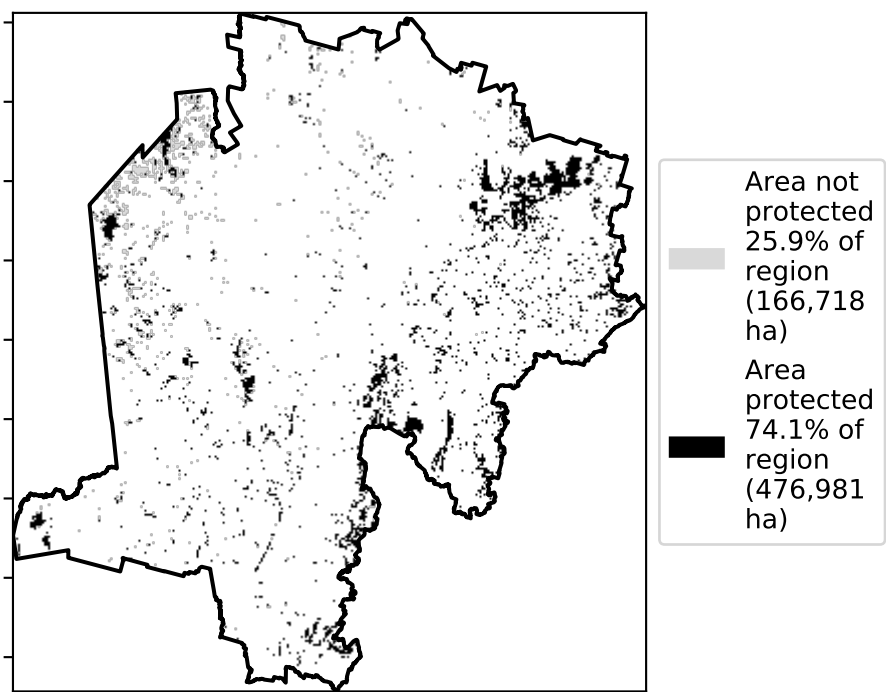 Area not
protected
25.9% of
region
(166,718
ha)
Area
protected
74.1% of
region
(476,981
ha)